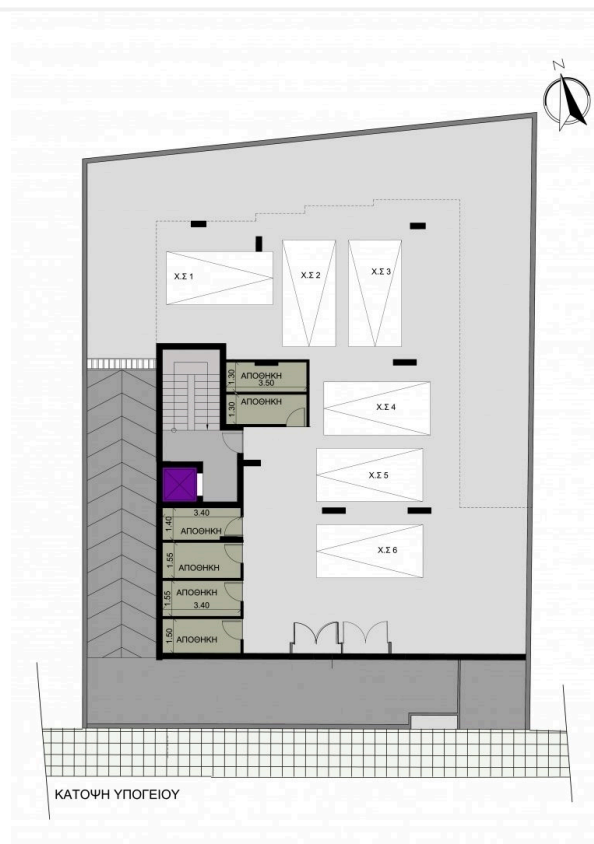 N
Χ.Σ 1
Χ.Σ 2
Χ.Σ 3
1.30
ΑΠΟΘΗΚΗ
3.50
1.30
ΑΠΟΘΗΚΗ
Χ.Σ 4
Χ.Σ 5
3.40
1.40
ΑΠΟΘΗΚΗ
Χ.Σ 6
1.55
ΑΠΟΘΗΚΗ
1.55
ΑΠΟΘΗΚΗ
3.40
1.50
ΑΠΟΘΗΚΗ
ΚΑΤΟΨΗ ΥΠΟΓΕΙΟΥ